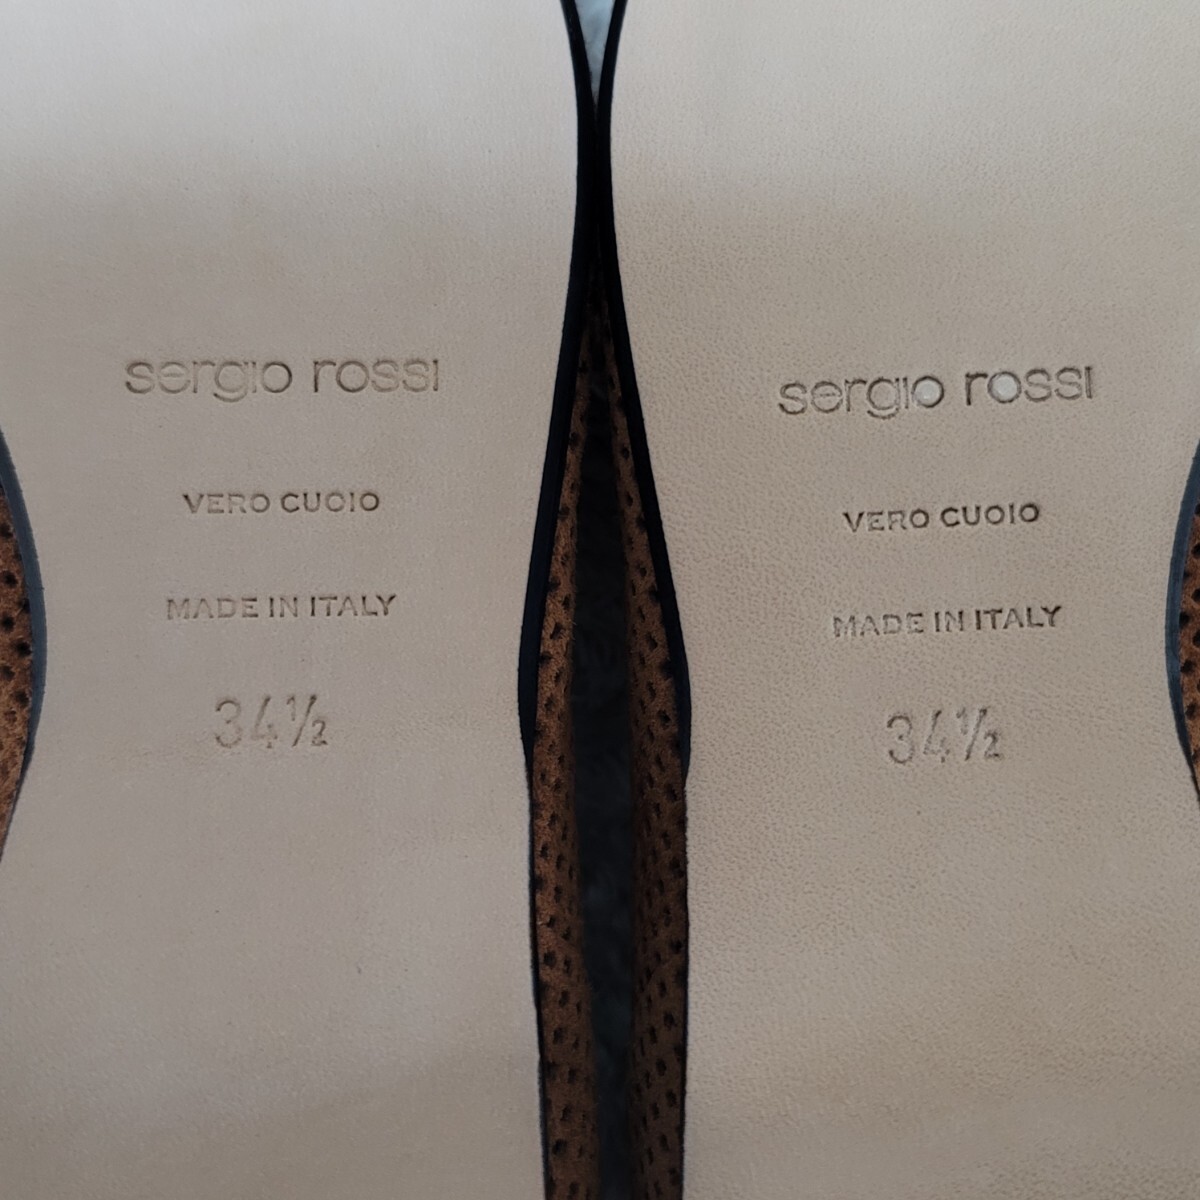 sergio rossi
VERO CUOIO
MADE IN ITALY
34½
sergio rossi
VERO CUOIO
MADE IN ITALY
34½